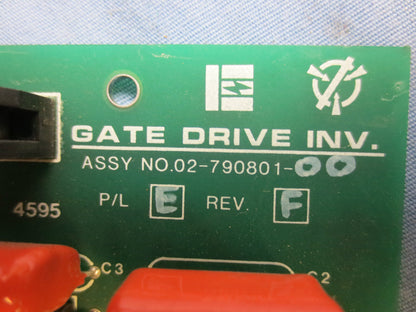 GATE DRIVE INV.
ASSY NO.02-790801-00
P/L E REV. F
4595
C3
C2